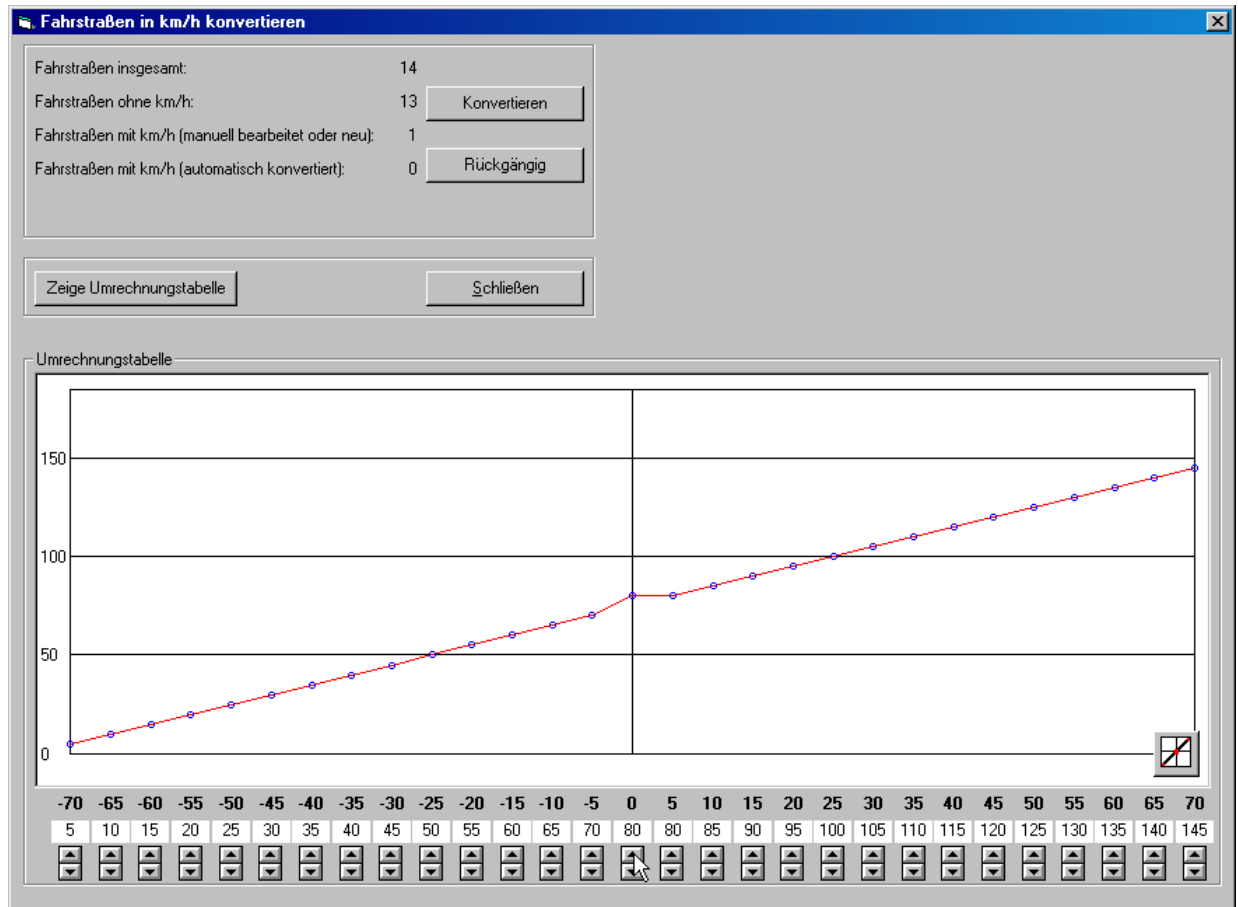 Fahrstraßen in km/h konvertieren
Fahrstraßen insgesamt: 14
Fahrstraßen ohne km/h: 13 Konvertieren
Fahrstraßen mit km/h (manuell bearbeitet oder neu): 1
Fahrstraßen mit km/h (automatisch konvertiert): 0 Rückgängig
Zeige Umrechnungstabelle Schließen
Umrechnungstabelle
150
100
50
0
-70 -65 -60 -55 -50 -45 -40 -35 -30 -25 -20 -15 -10 -5 0 5 10 15 20 25 30 35 40 45 50 55 60 65 70
5 10 15 20 25 30 35 40 45 50 55 60 65 70 80 80 85 90 95 100 105 110 115 120 125 130 135 140 145